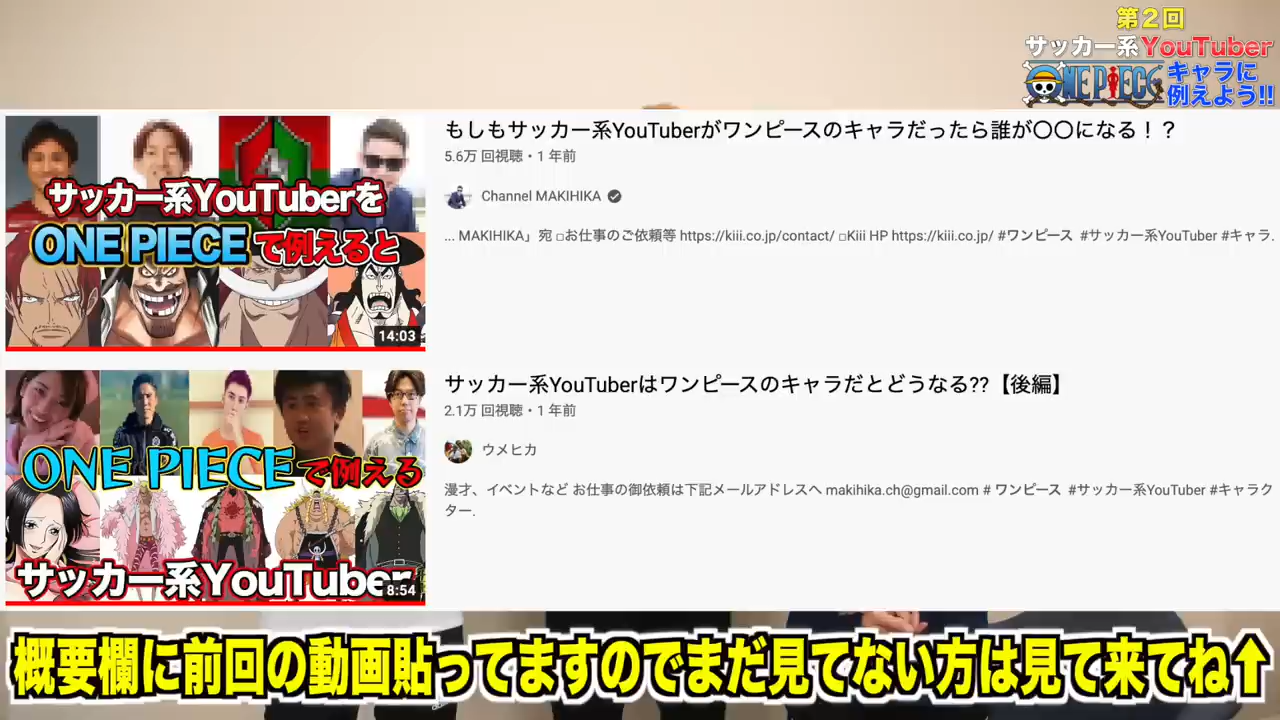 第2回
サッカー系YouTuber
ONE PIECE キャラに
例えよう!!
サッカー系YouTuberを
ONE PIECEで例えると
14:03
もしもサッカー系YouTuberがワンピースのキャラだったら誰が〇〇になる！？
5.6万 回視聴・1 年前
Channel MAKIHIKA
... MAKIHIKA」宛 □お仕事のご依頼等 https://kiii.co.jp/contact/ □Kiii HP https://kiii.co.jp/ #ワンピース #サッカー系YouTuber #キャラ.
ONE PIECEで例える
サッカー系YouTuber
8:54
サッカー系YouTuberはワンピースのキャラだとどうなる??【後編】
2.1万 回視聴・1 年前
ウメヒカ
漫才、イベントなど お仕事の御依頼は下記メールアドレスへ makihika.ch@gmail.com # ワンピース #サッカー系YouTuber #キャラク
ター.
概要欄に前回の動画貼ってますのでまだ見てない方は見て来てね↑